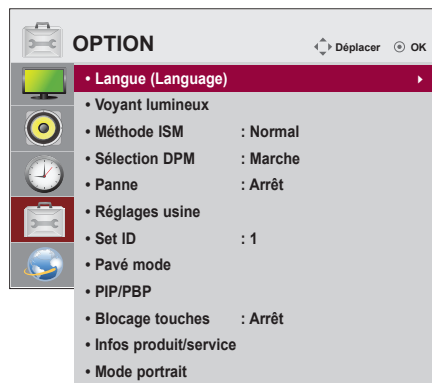 OPTION Déplacer OK
• Langue (Language)
• Voyant lumineux
• Méthode ISM : Normal
• Sélection DPM : Marche
• Panne : Arrêt
• Réglages usine
• Set ID : 1
• Pavé mode
• PIP/PBP
• Blocage touches : Arrêt
• Infos produit/service
• Mode portrait